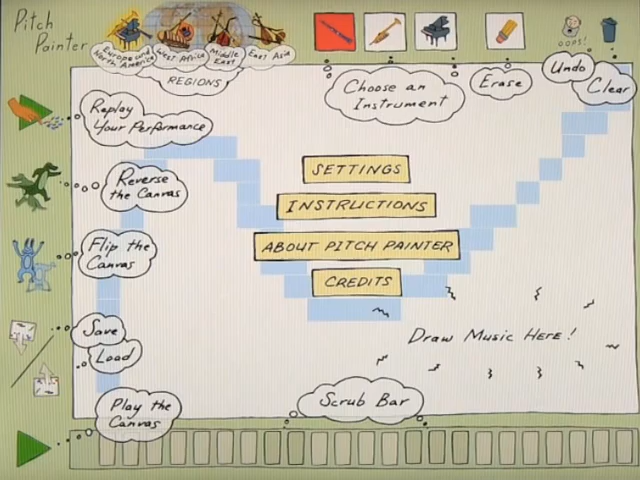 Pitch
Painter
Europe and
North America
West Africa
Middle
East
East Asia
REGIONS
Choose an
Instrument
Erase
OOPS!
Undo
Clear
Replay
Your Performance
Reverse
the Canvas
Flip the
Canvas
Save
Load
Play the
Canvas
SETTINGS
INSTRUCTIONS
ABOUT PITCH PAINTER
CREDITS
Draw Music Here!
Scrub Bar